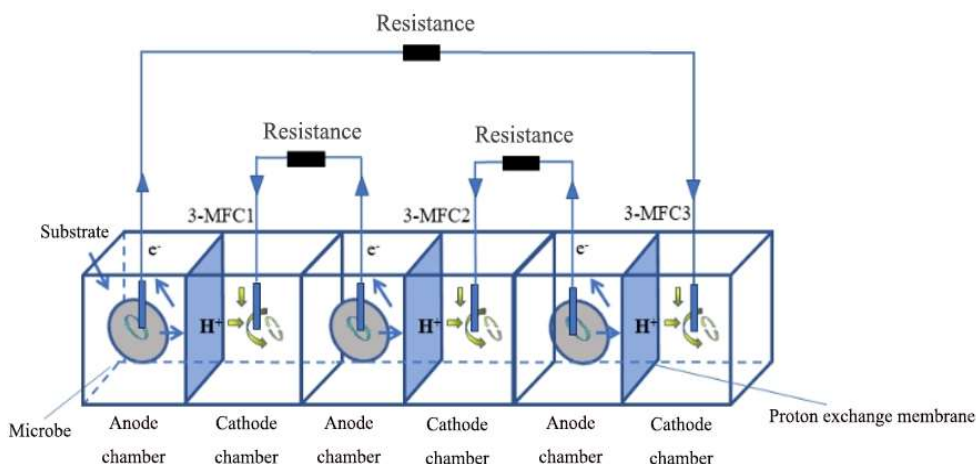 Resistance
Resistance
Resistance
3-MFC1
3-MFC2
3-MFC3
Substrate
e-
e-
e-
H+
H+
H+
Microbe
Proton exchange membrane
Anode
chamber
Cathode
chamber
Anode
chamber
Cathode
chamber
Anode
chamber
Cathode
chamber